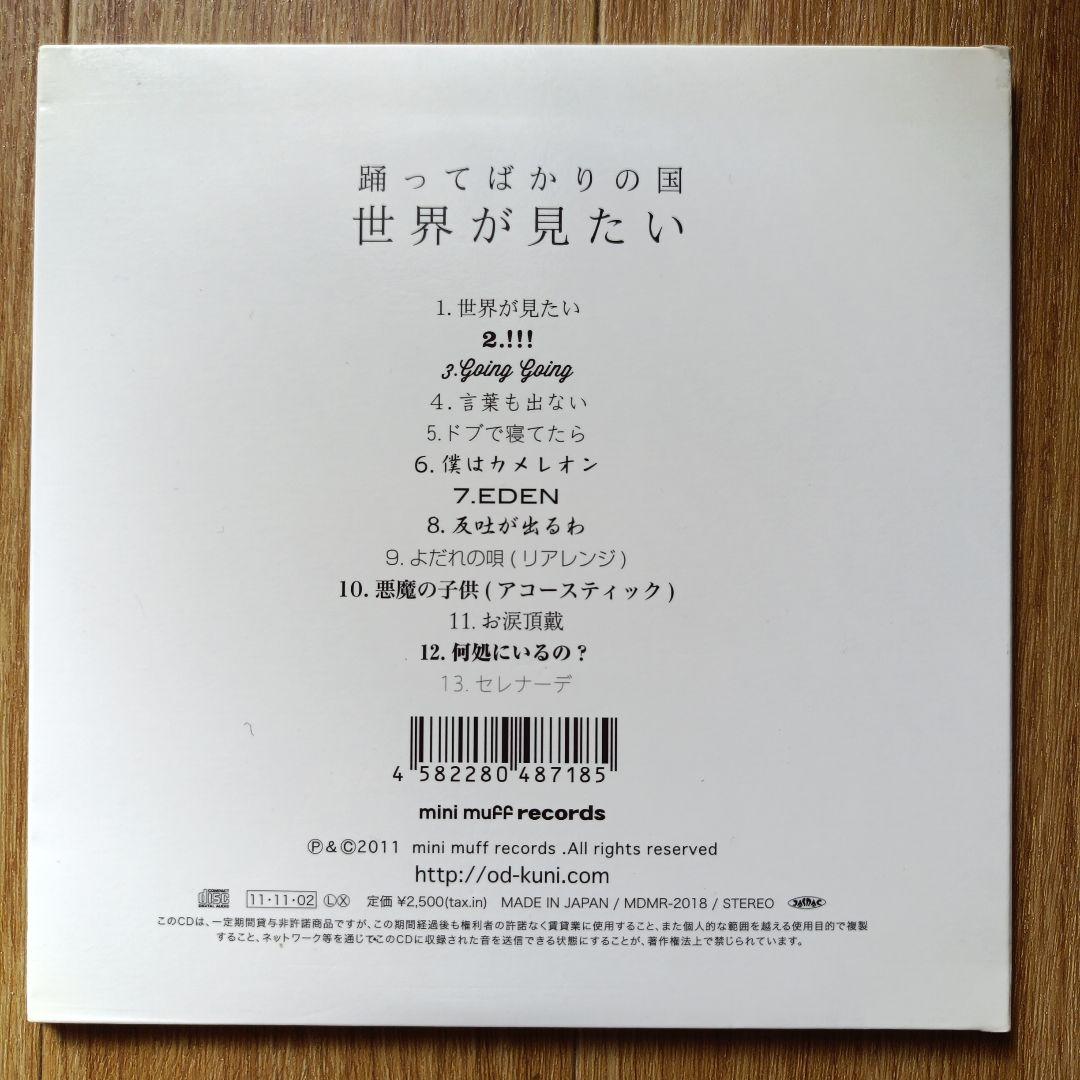 踊ってばかりの国
世界が見たい
1. 世界が見たい
2.!!!
3.Going Going
4. 言葉も出ない
5.ドブで寝てたら
6. 僕はカメレオン
7.EDEN
8. 反吐が出るわ
9. よだれの唄 ( リアレンジ )
10. 悪魔の子供 ( アコースティック )
11. お涙頂戴
12. 何処にいるの？
13. セレナーデ
4 582280 487185
mini muff records
Ⓟ & Ⓒ2011 mini muff records .All rights reserved
http://od-kuni.com
COMPACT disc DIGITAL AUDIO 11・11・02 Ⓛ Ⓧ 定価 ¥2,500(tax.in) MADE IN JAPAN / MDMR-2018 / STEREO
このCDは、一定期間貸与非許諾商品ですが、この期間経過後も権利者の許諾なく賃貸業に使用すること、また個人的な範囲を越える使用目的で複製
すること、ネットワーク等を通じてこのCDに収録された音を送信できる状態にすることが、著作権法上で禁じられています。